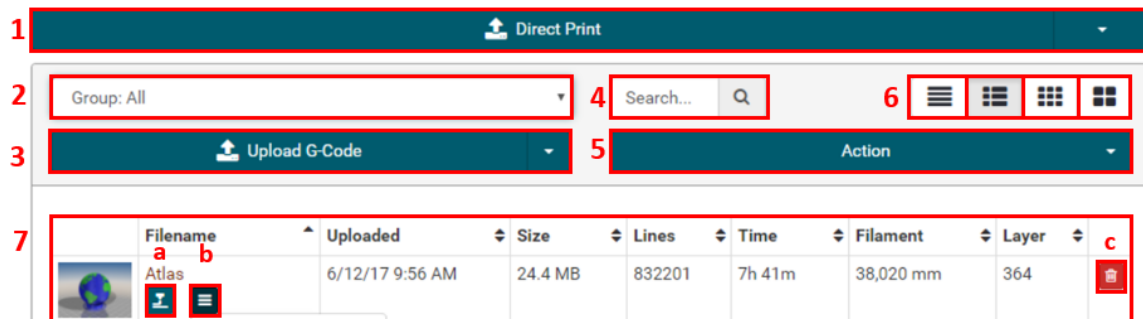 1 Direct Print
2 Group: All 4 Search... 6
3 Upload G-Code 5 Action
7 Filename Uploaded Size Lines Time Filament Layer
a b c
Atlas 6/12/17 9:56 AM 24.4 MB 832201 7h 41m 38,020 mm 364